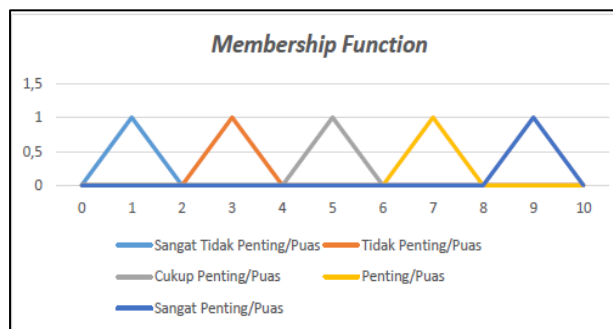 Membership Function
1,5
1
0,5
0
0 1 2 3 4 5 6 7 8 9 10
Sangat Tidak Penting/Puas Tidak Penting/Puas
Cukup Penting/Puas Penting/Puas
Sangat Penting/Puas